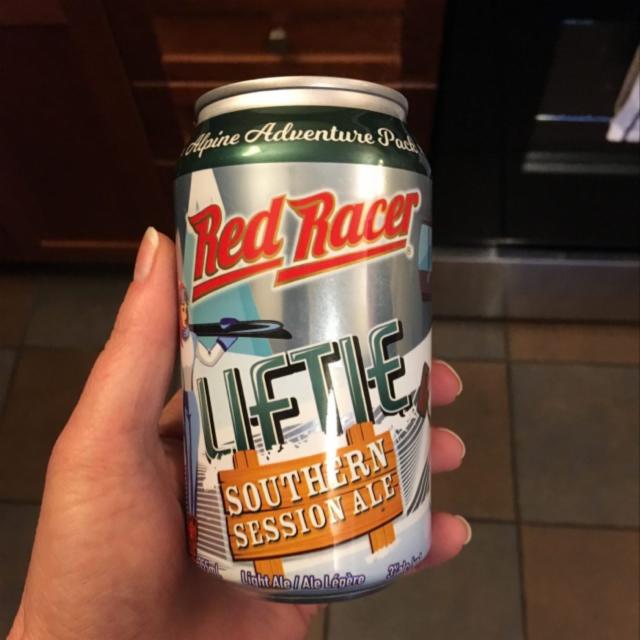 Alpine Adventure Pack
Red Racer
LIFTIE
SOUTHERN
SESSION ALE
Light Ale / Ale Légère